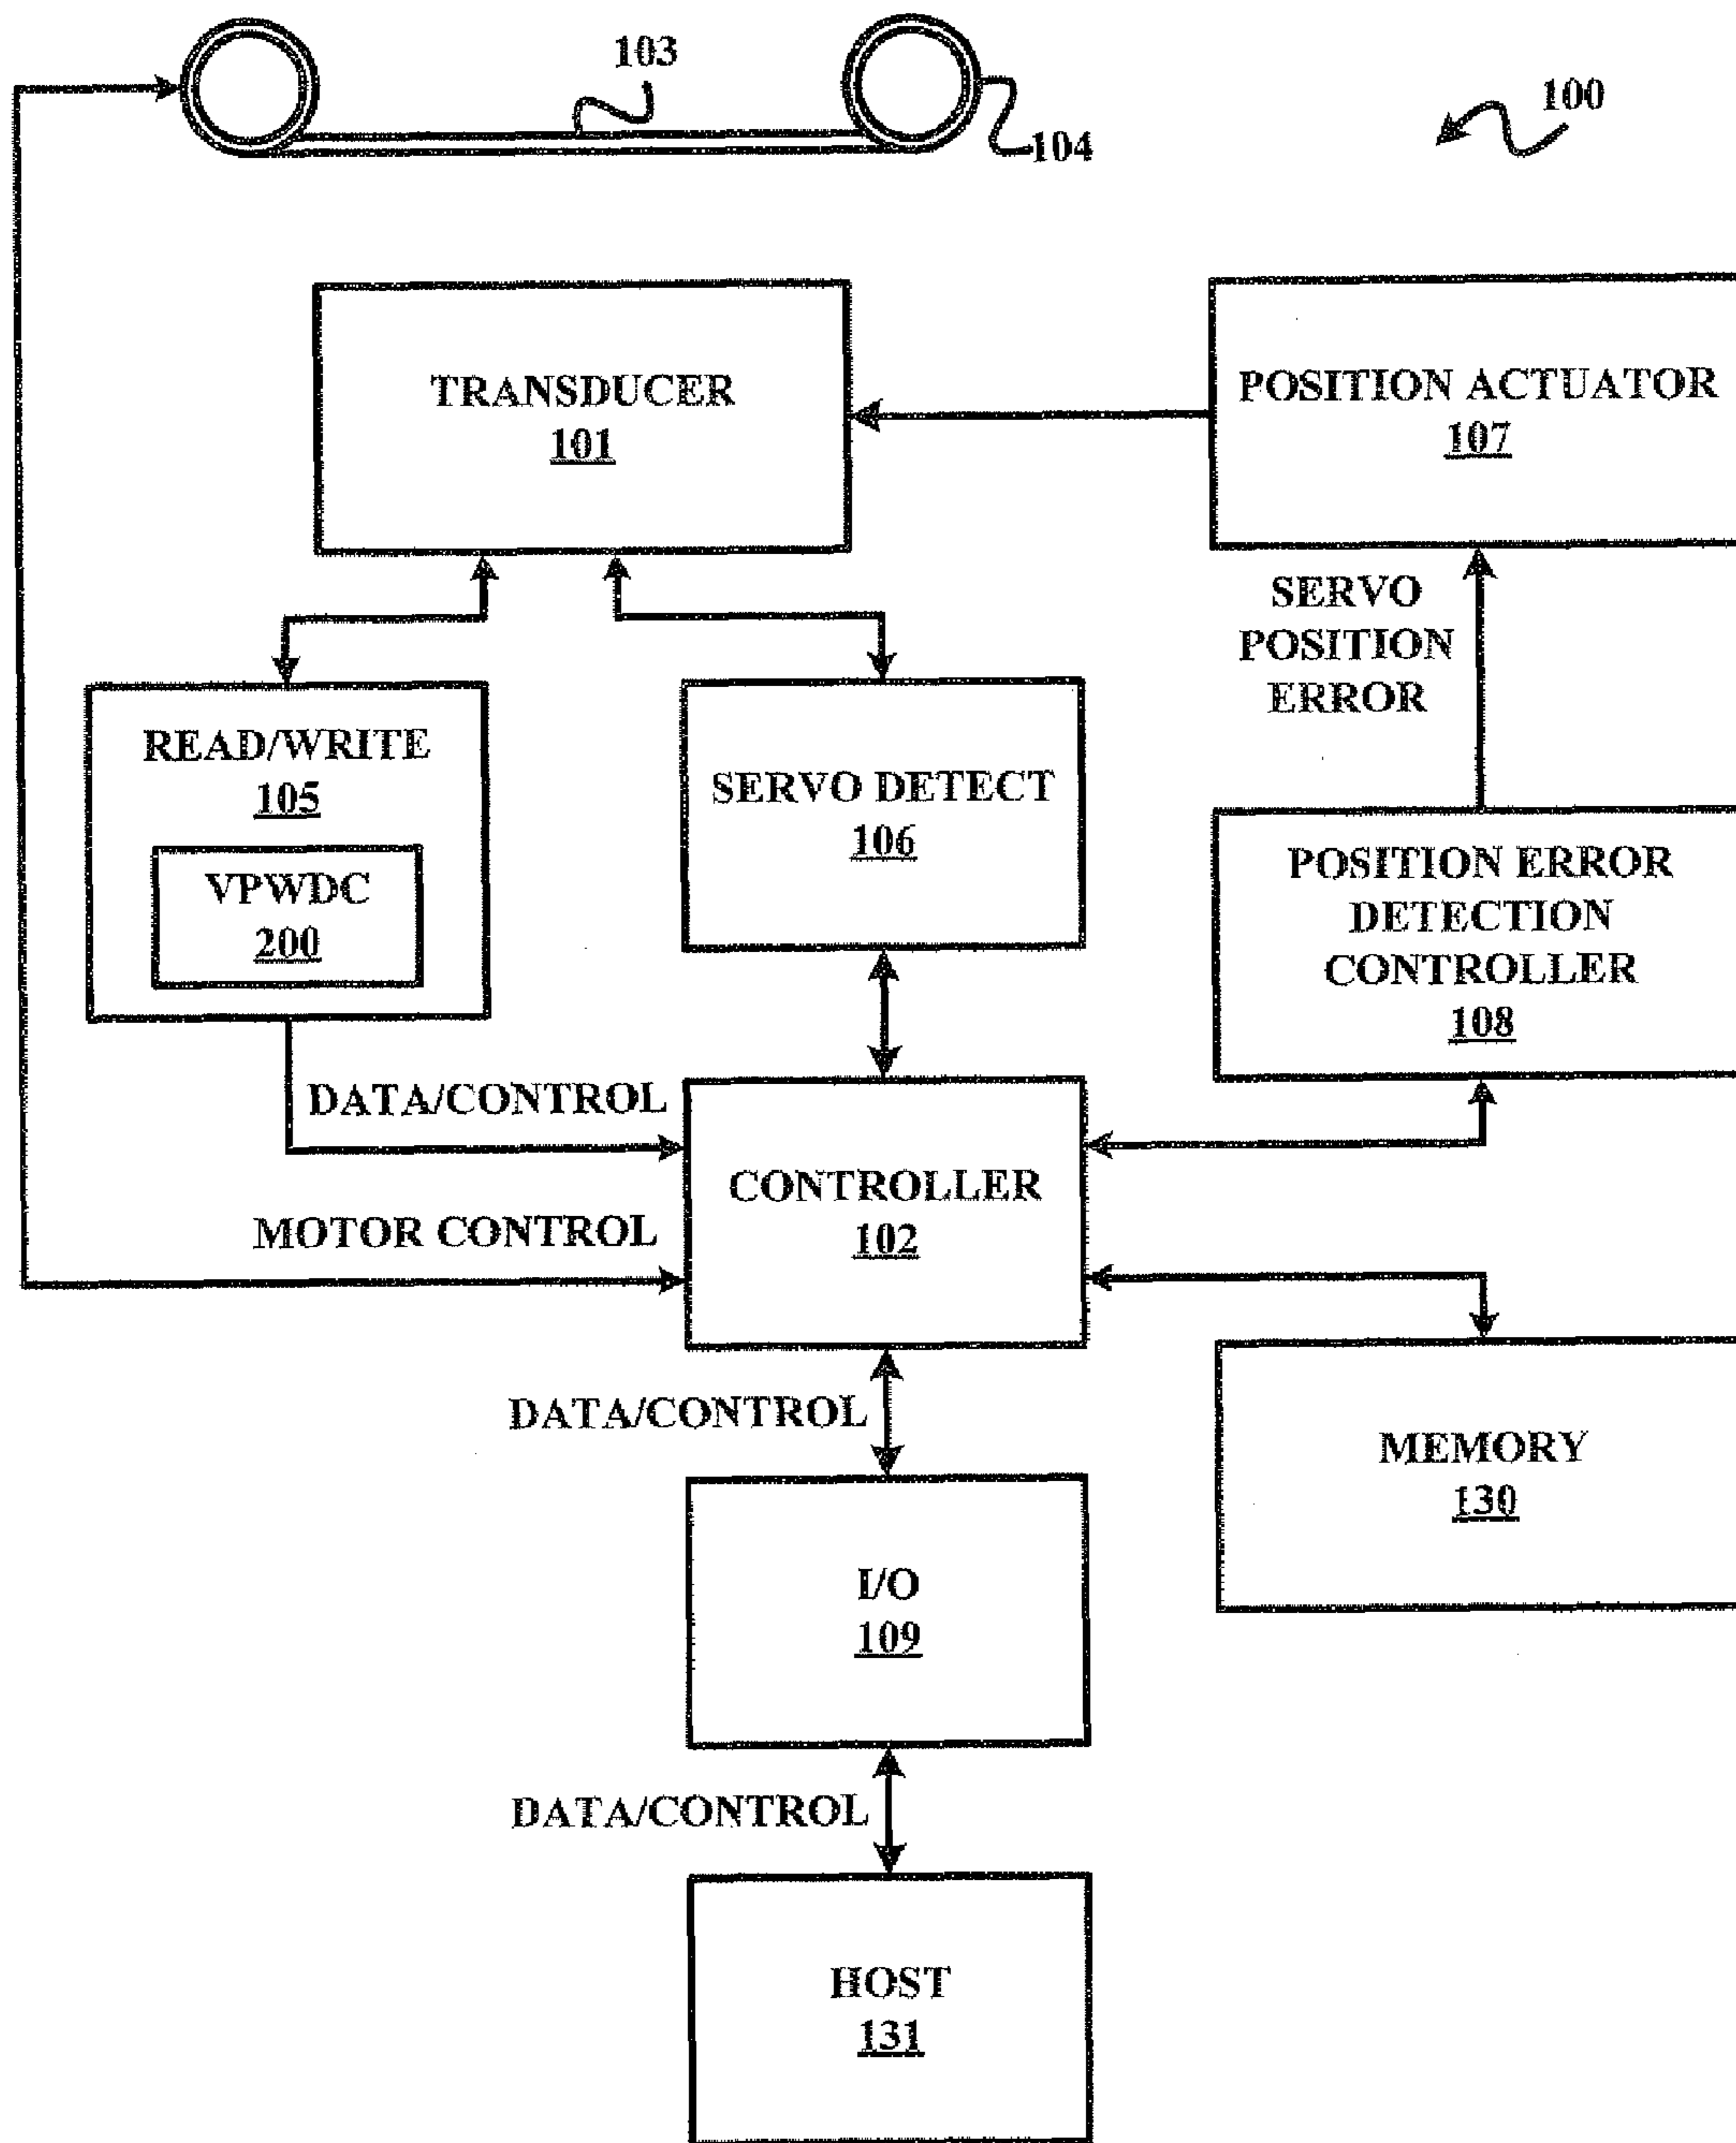 103
100
104
TRANSDUCER
101
POSITION ACTUATOR
107
SERVO
POSITION
ERROR
READ/WRITE
105
VPWDC
200
SERVO DETECT
106
POSITION ERROR
DETECTION
CONTROLLER
108
DATA/CONTROL
CONTROLLER
102
MOTOR CONTROL
DATA/CONTROL
MEMORY
130
I/O
109
DATA/CONTROL
HOST
131